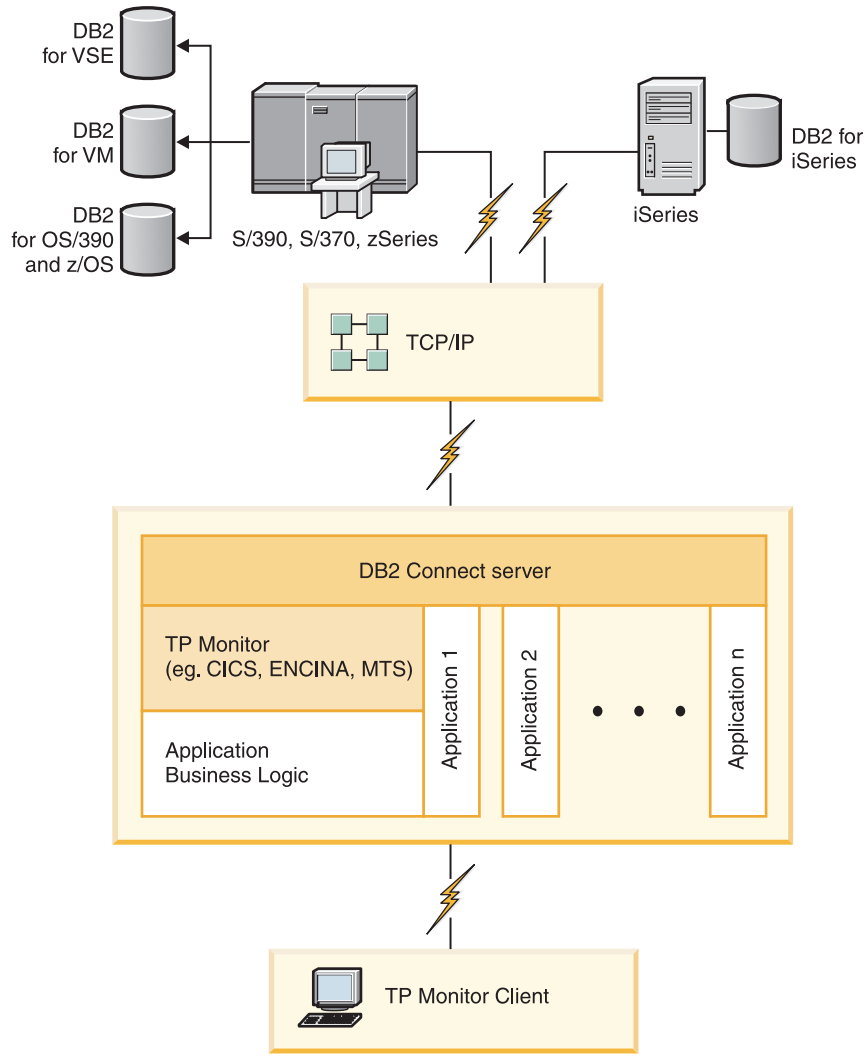 DB2
for VSE
DB2
for VM
DB2
for OS/390
and z/OS
S/390, S/370, zSeries
iSeries
DB2 for
iSeries
TCP/IP
DB2 Connect server
TP Monitor
(eg. CICS, ENCINA, MTS)
Application
Business Logic
Application 1
Application 2
Application n
TP Monitor Client